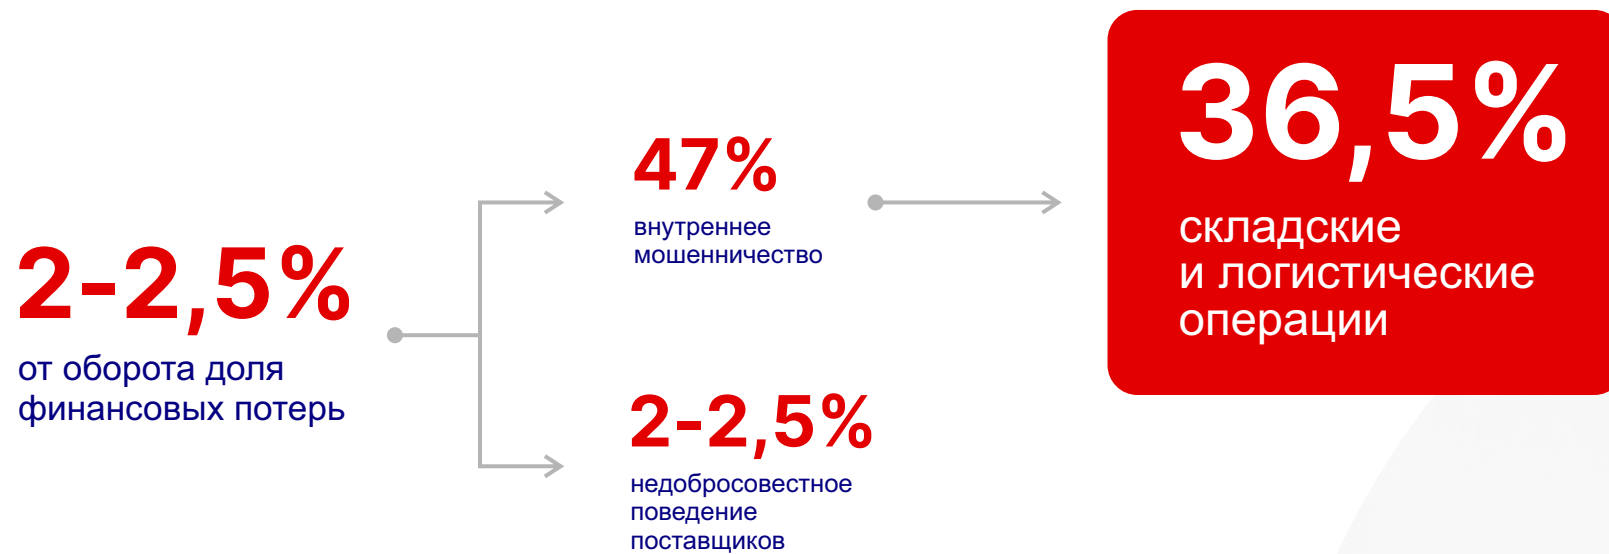 2-2,5%
от оборота доля
финансовых потерь
47%
внутреннее
мошенничество
2-2,5%
недобросовестное
поведение
поставщиков
36,5%
складские
и логистические
операции